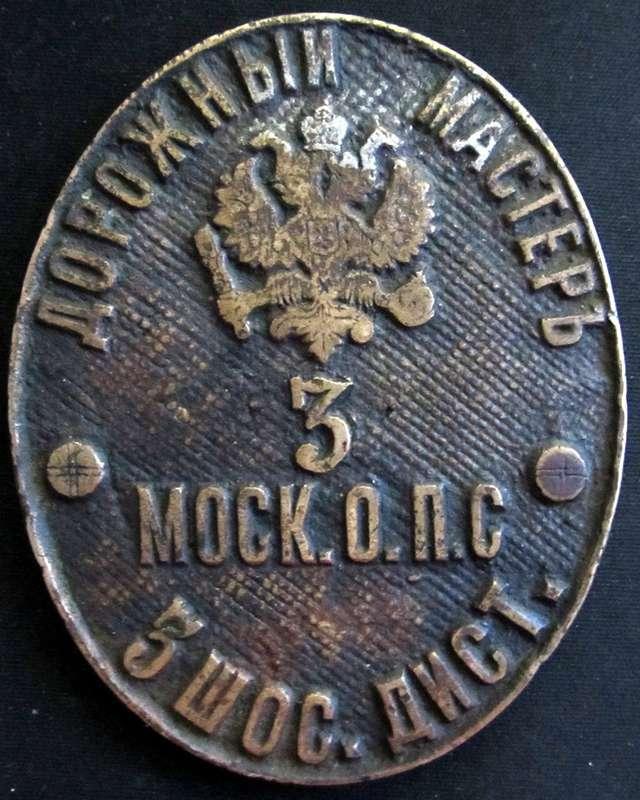 ДОРОЖНЫЙ МАСТЕРЪ
3
МОСК. О. П. С
3 ШОС. ДИСТ.